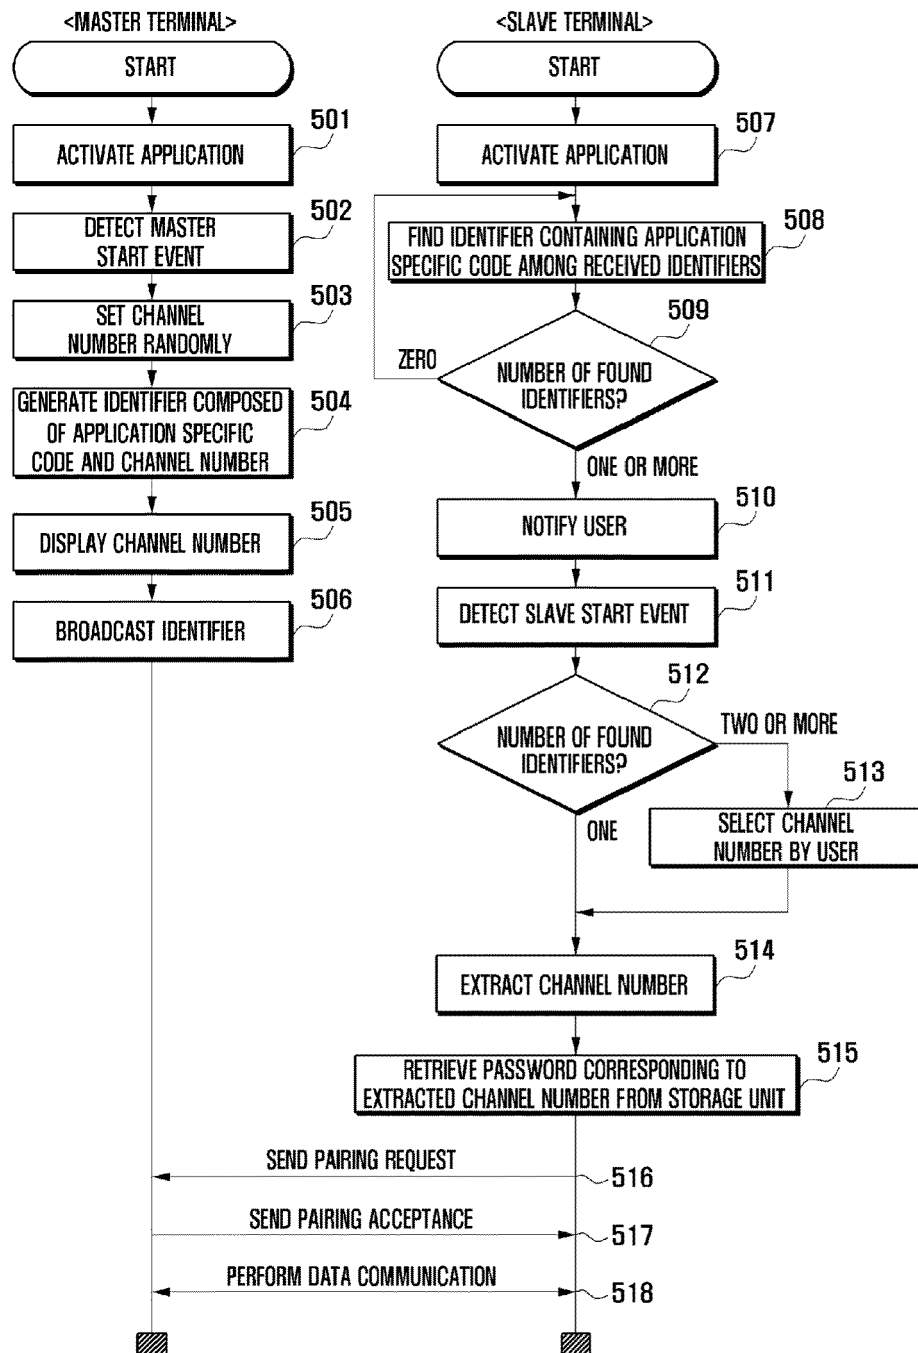 <MASTER TERMINAL>
START
501
ACTIVATE APPLICATION
502
DETECT MASTER
START EVENT
503
SET CHANNEL
NUMBER RANDOMLY
504
GENERATE IDENTIFIER COMPOSED
OF APPLICATION SPECIFIC
CODE AND CHANNEL NUMBER
505
DISPLAY CHANNEL NUMBER
506
BROADCAST IDENTIFIER
<SLAVE TERMINAL>
START
507
ACTIVATE APPLICATION
508
FIND IDENTIFIER CONTAINING APPLICATION
SPECIFIC CODE AMONG RECEIVED IDENTIFIERS
509
ZERO
NUMBER OF FOUND
IDENTIFIERS?
ONE OR MORE
510
NOTIFY USER
511
DETECT SLAVE START EVENT
512
TWO OR MORE
NUMBER OF FOUND
IDENTIFIERS?
513
SELECT CHANNEL
NUMBER BY USER
ONE
514
EXTRACT CHANNEL NUMBER
515
RETRIEVE PASSWORD CORRESPONDING TO
EXTRACTED CHANNEL NUMBER FROM STORAGE UNIT
SEND PAIRING REQUEST
516
SEND PAIRING ACCEPTANCE
517
PERFORM DATA COMMUNICATION
518